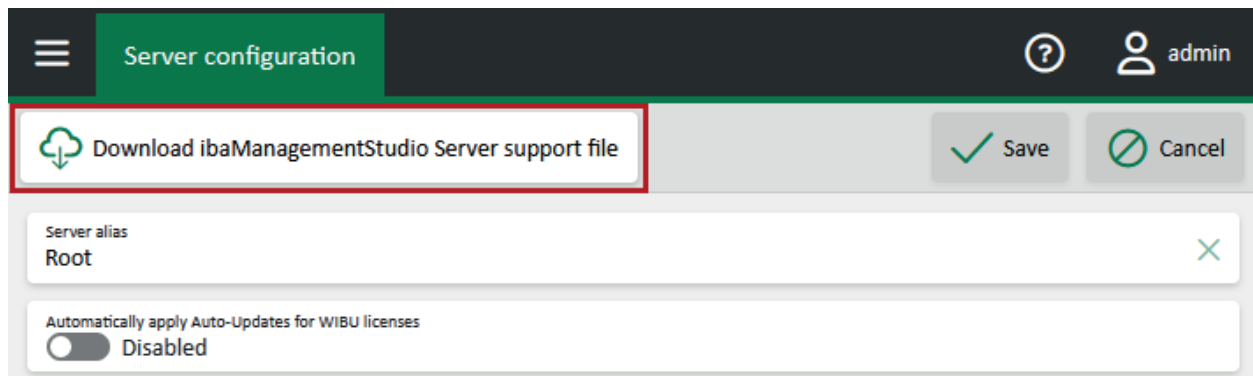 Server configuration
? admin
Download ibaManagementStudio Server support file
Save Cancel
Server alias
Root
Automatically apply Auto-Updates for WIBU licenses
Disabled